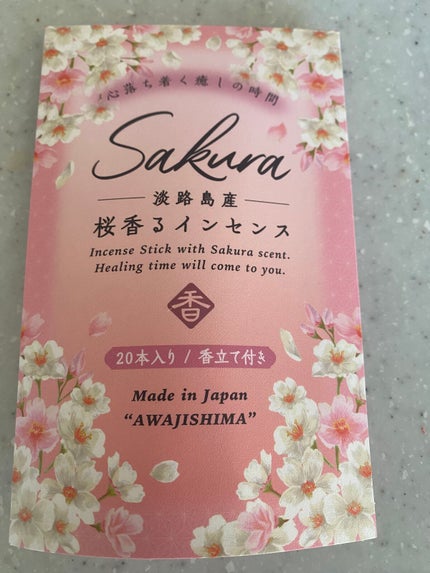 心落ち着く癒しの時間
Sakura
淡路島産
桜香るインセンス
Incense Stick with Sakura scent.
Healing time will come to you.
香
20本入り / 香立て付き
Made in Japan
“AWAJISHIMA”